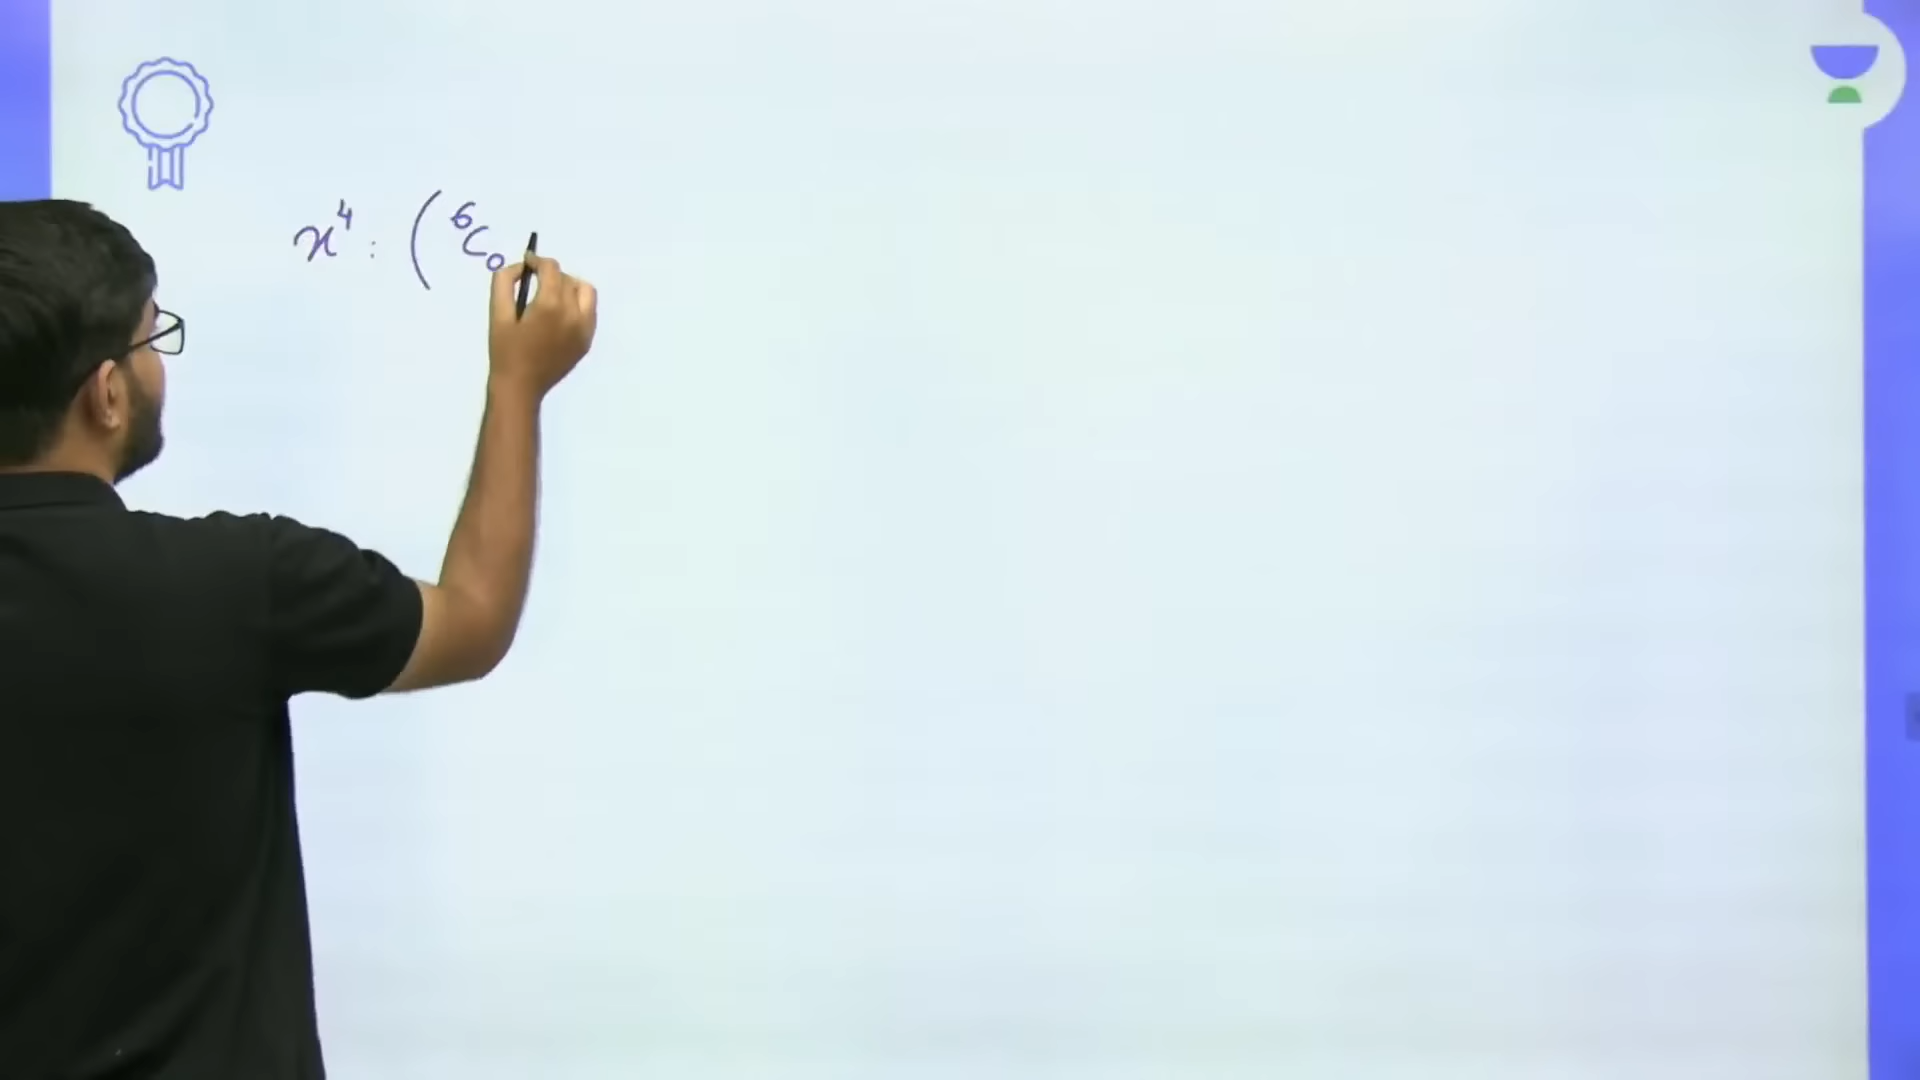 x⁴ : ( ⁶C₀